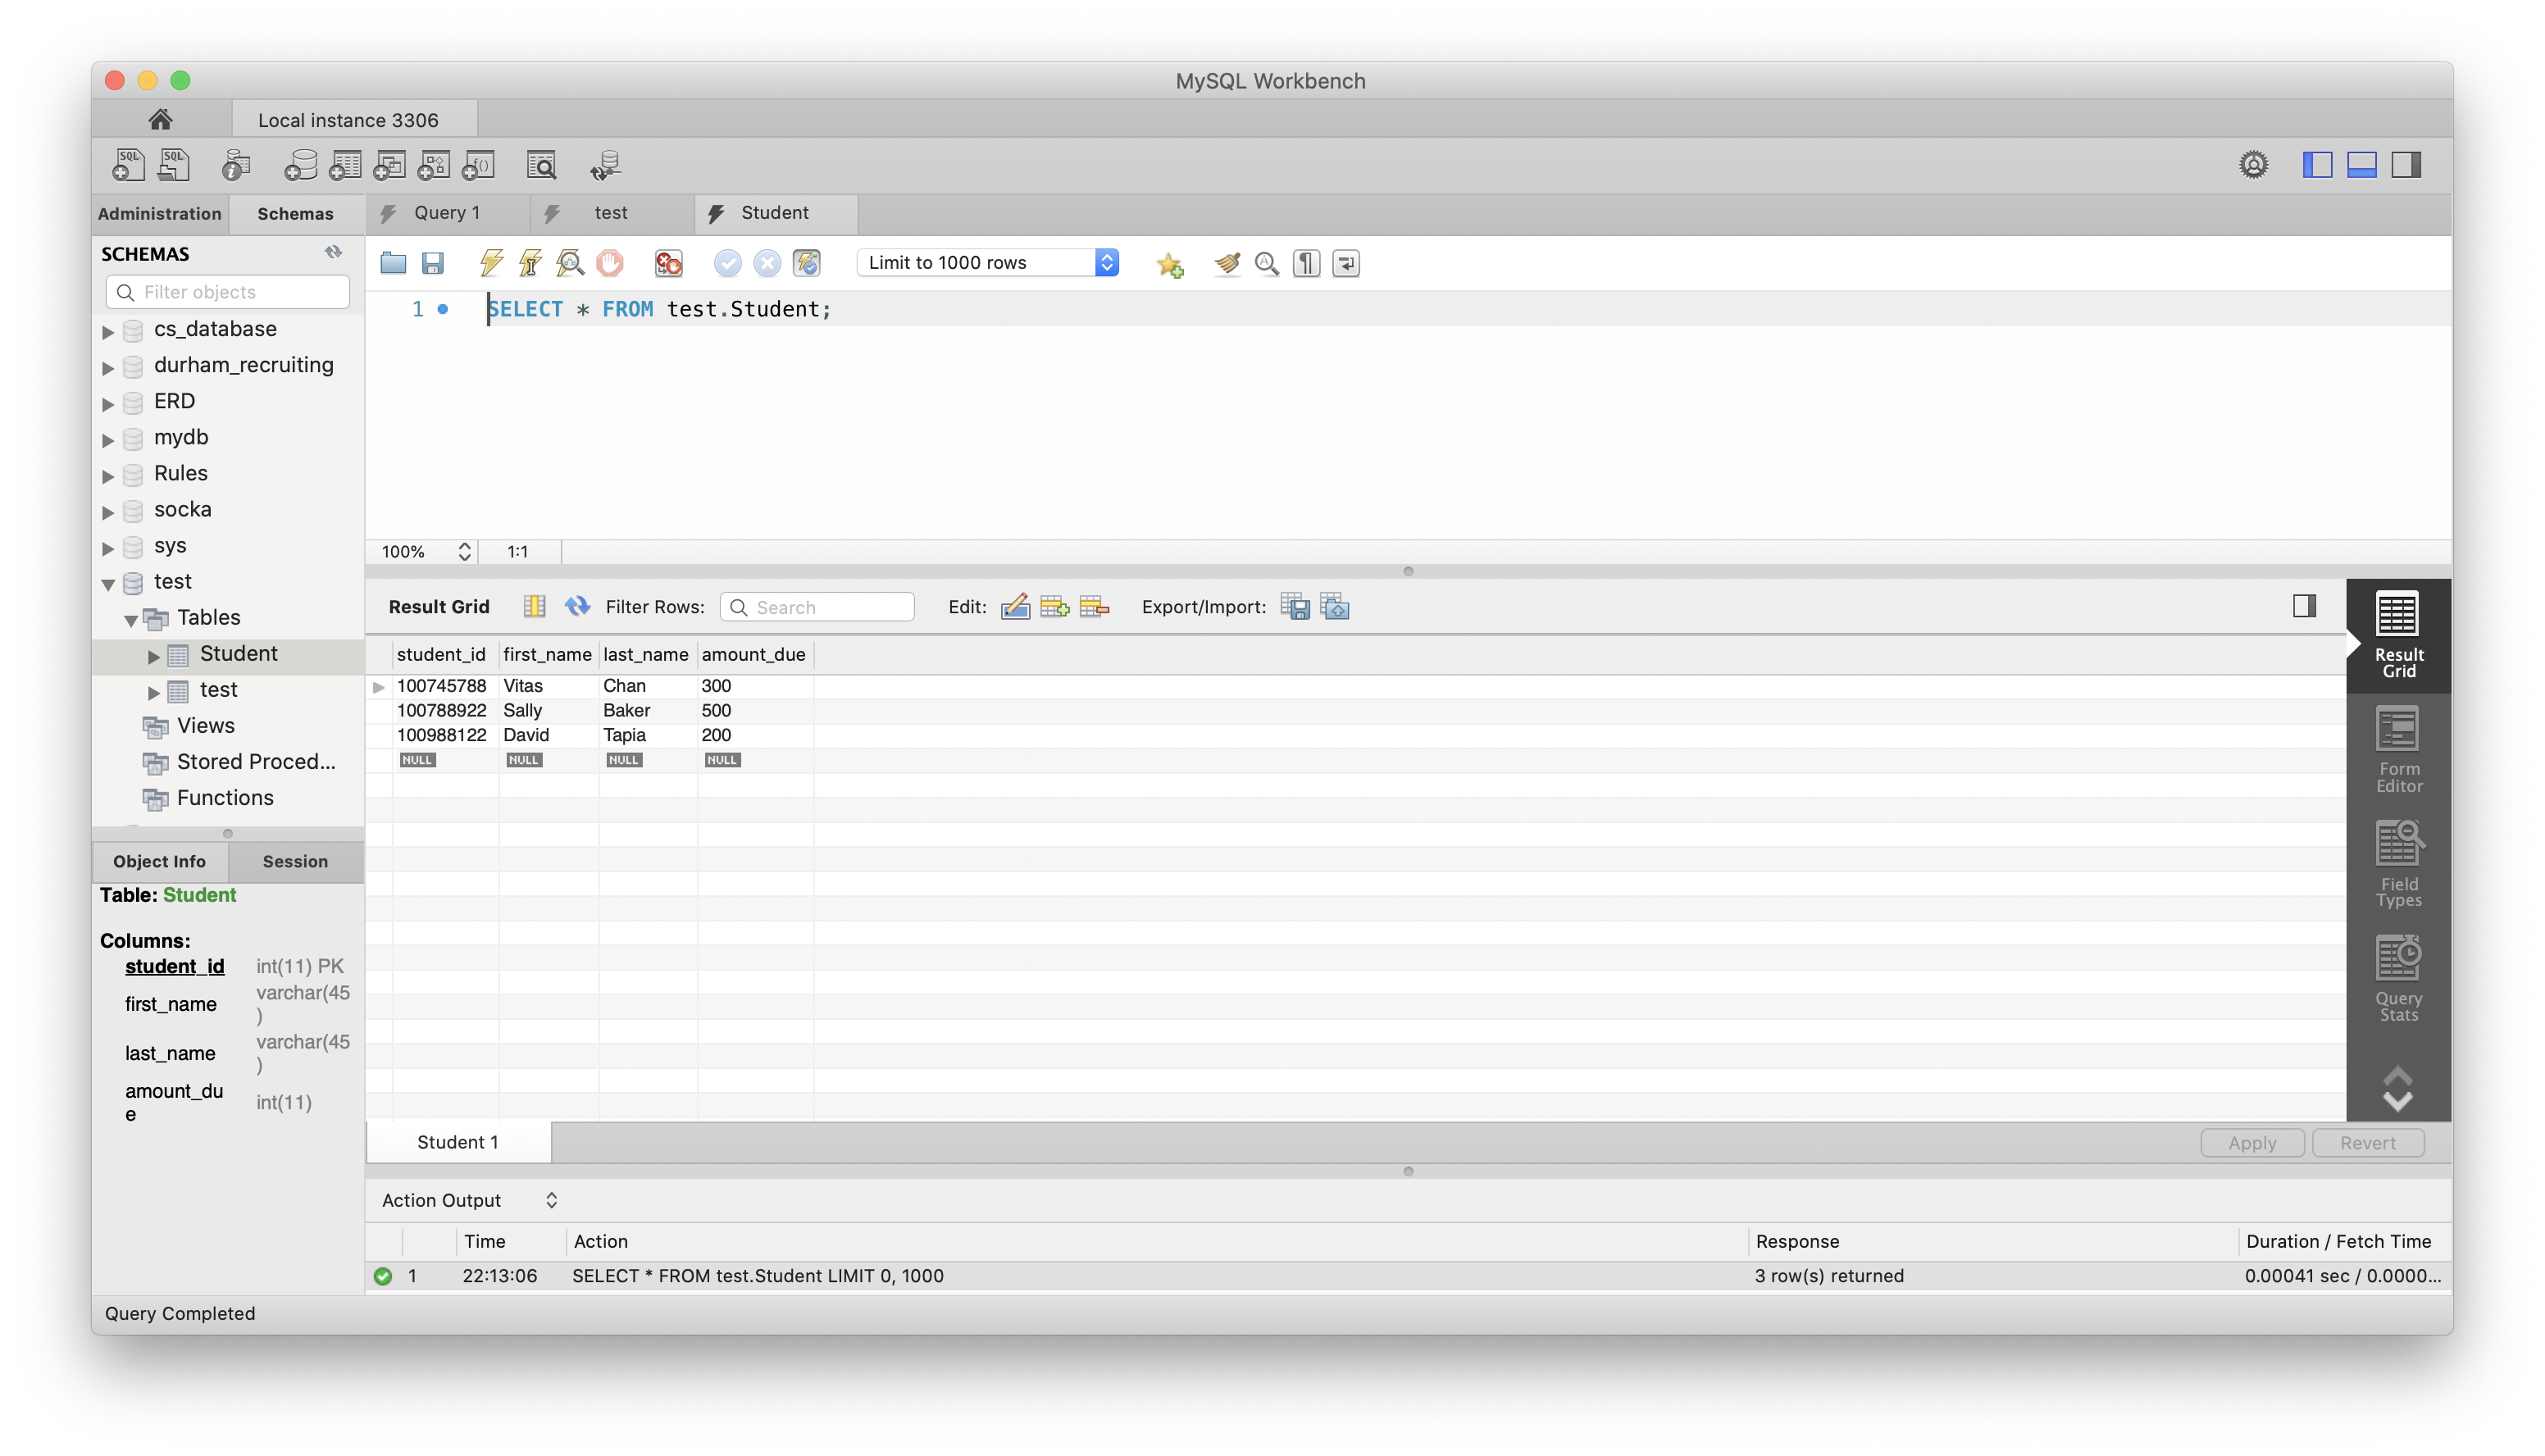 MySQL Workbench
Local instance 3306
SQL SQL i f()
Administration Schemas Query 1 test Student
SCHEMAS
Filter objects
Limit to 1000 rows
1 SELECT * FROM test.Student;
cs_database
durham_recruiting
ERD
mydb
Rules
socka
sys
test
Tables
Student
test
Views
Stored Proced...
Functions
100% 1:1
Result Grid Filter Rows: Search Edit: Export/Import:
student_id first_name last_name amount_due
100745788 Vitas Chan 300
100788922 Sally Baker 500
100988122 David Tapia 200
NULL NULL NULL NULL
Result
Grid
Form
Editor
Field
Types
Query
Stats
Object Info Session
Table: Student
Columns:
student_id int(11) PK
first_name varchar(45
)
last_name varchar(45
)
amount_du int(11)
e
Student 1 Apply Revert
Action Output
Time Action Response Duration / Fetch Time
1 22:13:06 SELECT * FROM test.Student LIMIT 0, 1000 3 row(s) returned 0.00041 sec / 0.0000...
Query Completed